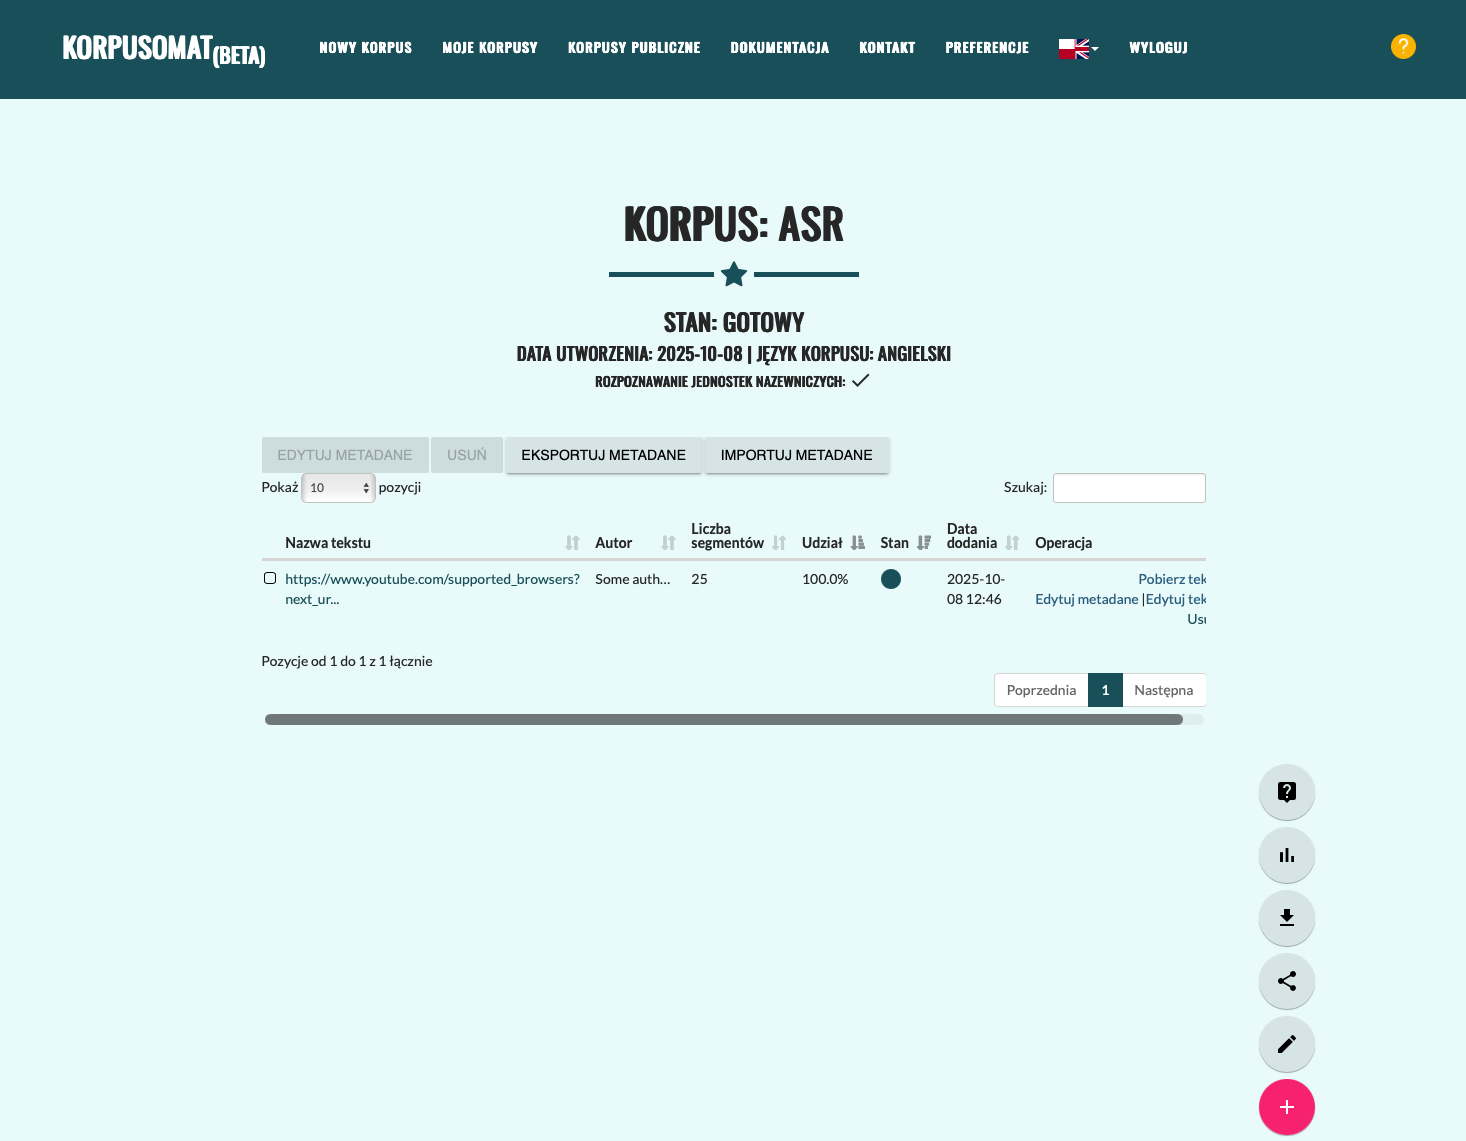 KORPUSOMAT(BETA) NOWY KORPUS MOJE KORPUSY KORPUSY PUBLICZNE DOKUMENTACJA KONTAKT PREFERENCJE WYLOGUJ
KORPUS: ASR
STAN: GOTOWY
DATA UTWORZENIA: 2025-10-08 | JĘZYK KORPUSU: ANGIELSKI
ROZPOZNAWANIE JEDNOSTEK NAZEWNICZYCH:
EDYTUJ METADANE USUŃ EKSPORTUJ METADANE IMPORTUJ METADANE
Pokaż 10 pozycji Szukaj:
Nazwa tekstu Autor Liczba segmentów Udział Stan Data dodania Operacja
https://www.youtube.com/supported_browsers? Some auth... 25 100.0% 2025-10- Pobierz tek
next_ur... 08 12:46 Edytuj metadane |Edytuj tek
Usu
Pozycje od 1 do 1 z 1 łącznie
Poprzednia 1 Następna